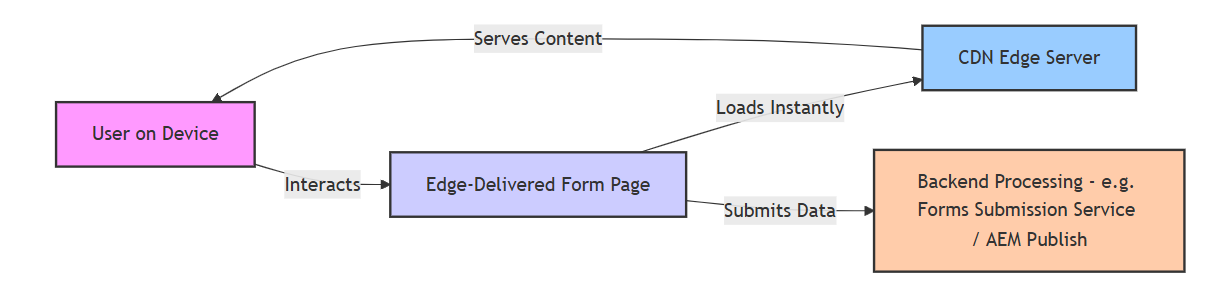 Serves Content
CDN Edge Server
Loads Instantly
User on Device
Interacts
Edge-Delivered Form Page
Submits Data
Backend Processing - e.g.
Forms Submission Service
/ AEM Publish